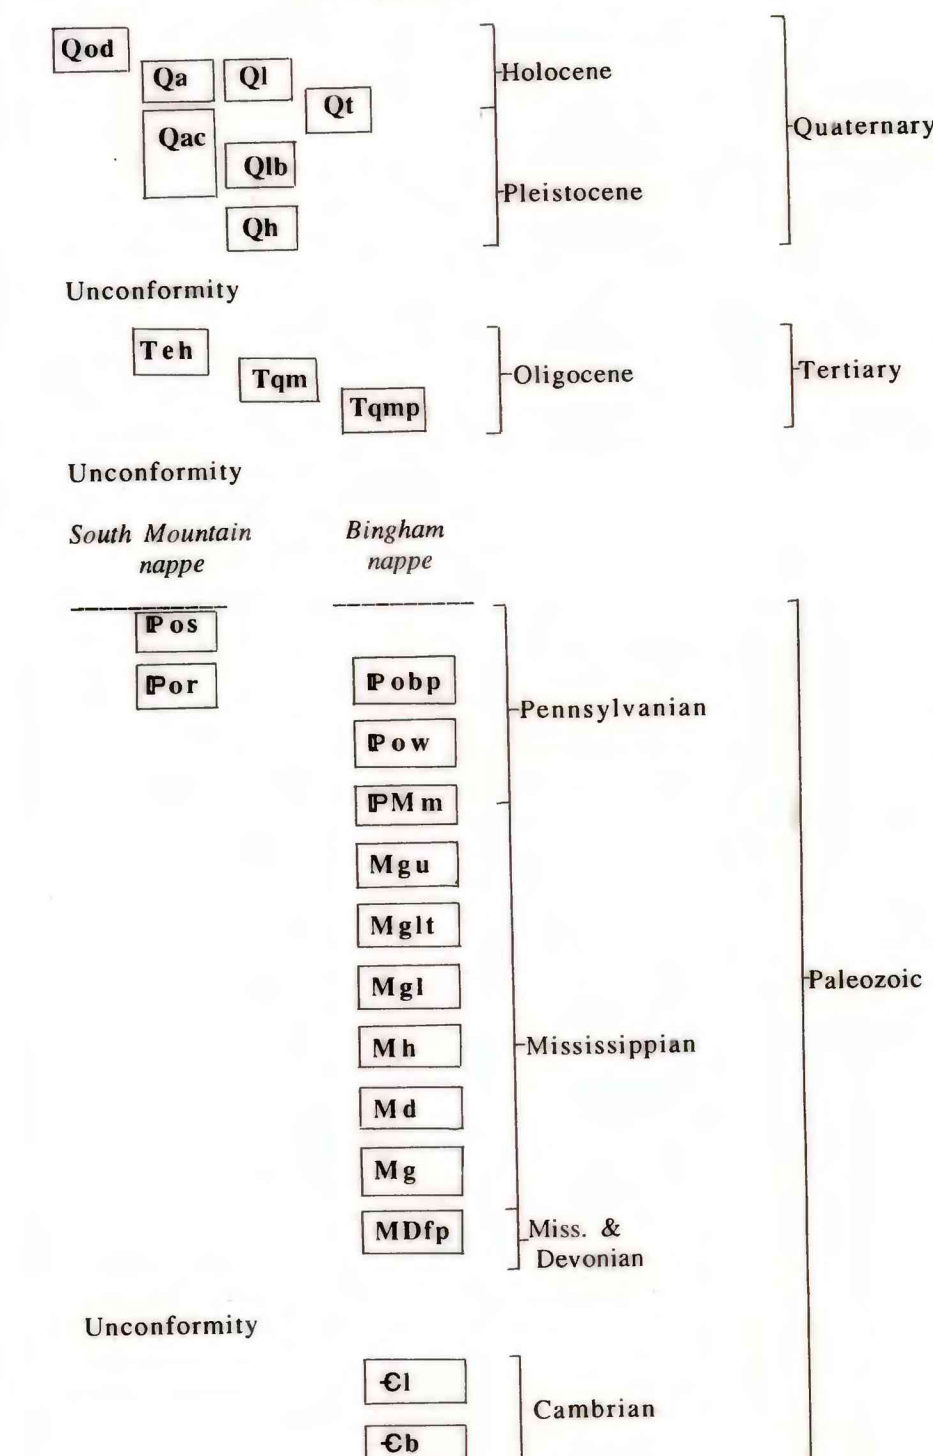 Qod
Qa Ql
Qt
Qac
Qlb
Qh
Holocene
Pleistocene
Quaternary
Unconformity
Teh
Tqm
Tqmp
Oligocene
Tertiary
Unconformity
South Mountain
nappe
Bingham
nappe
ℙos
ℙor
ℙobp
ℙow
ℙMm
Mgu
Mglt
Mgl
Mh
Md
Mg
MDfp
Pennsylvanian
Mississippian
Miss. &
Devonian
Paleozoic
Unconformity
Ꞓl
Ꞓb
Cambrian